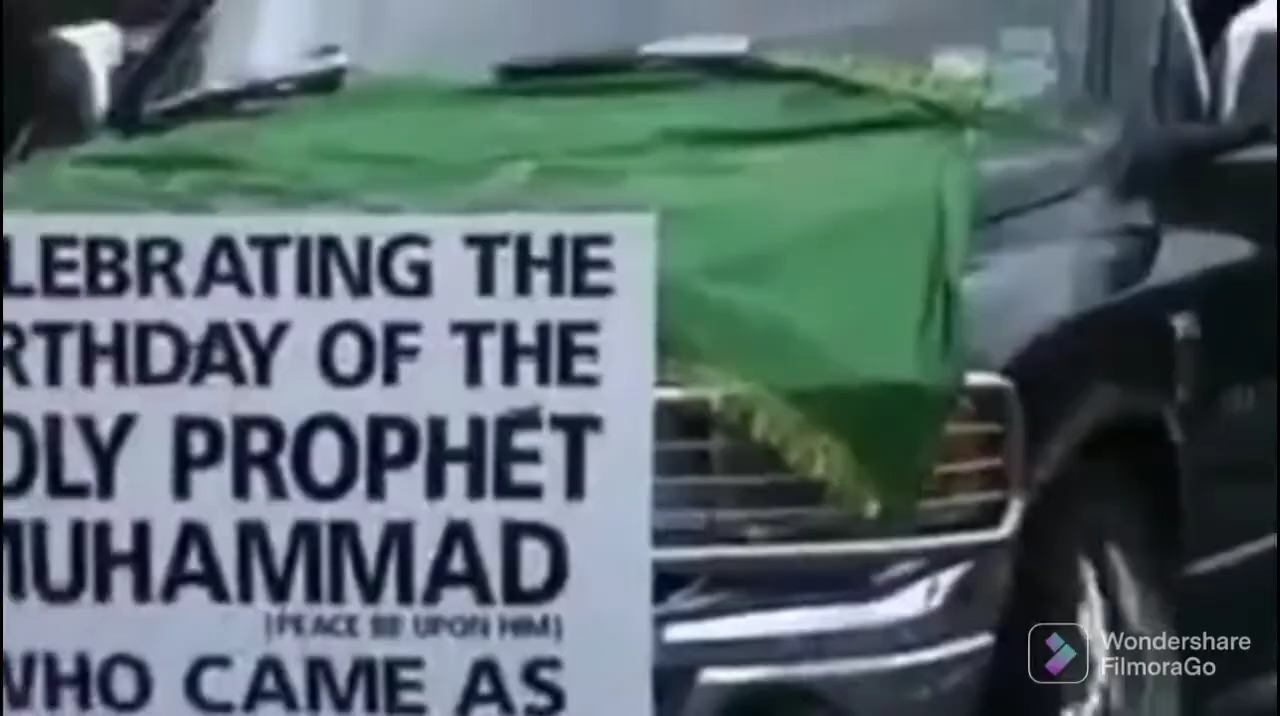 LEBRATING THE
RTHDAY OF THE
OLY PROPHET
MUHAMMAD
(PEACE BE UPON HIM)
WHO CAME AS
Wondershare
FilmoraGo